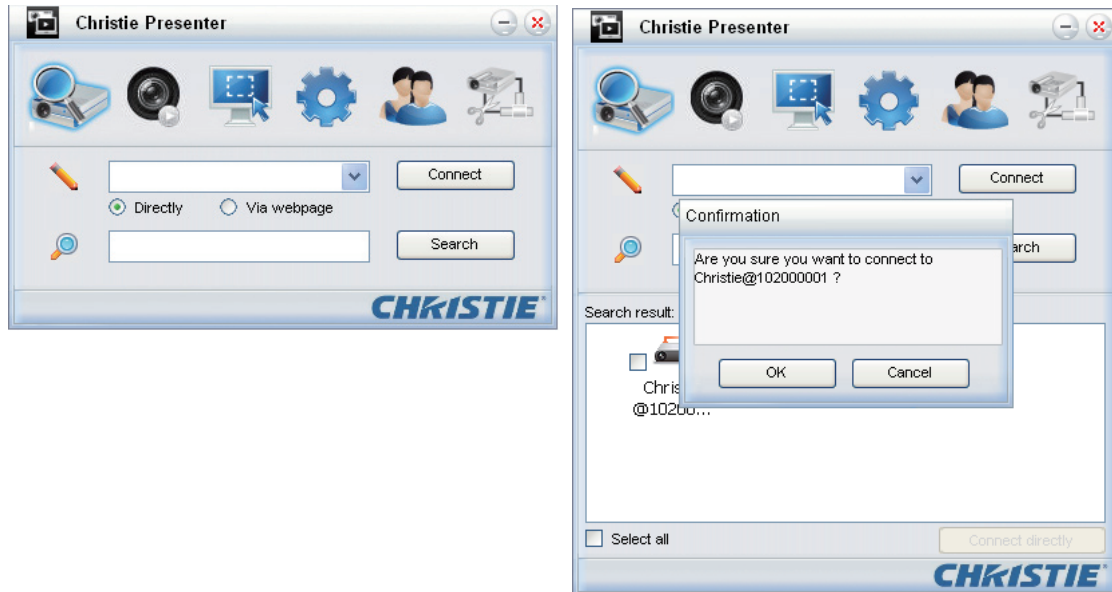 Christie Presenter
Connect
Directly
Via webpage
Search
CHRISTIE
Christie Presenter
Connect
Confirmation
Are you sure you want to connect to
Christie@102000001 ?
arch
OK
Cancel
Search result:
Chris
@10200...
Select all
Connect directly
CHRISTIE